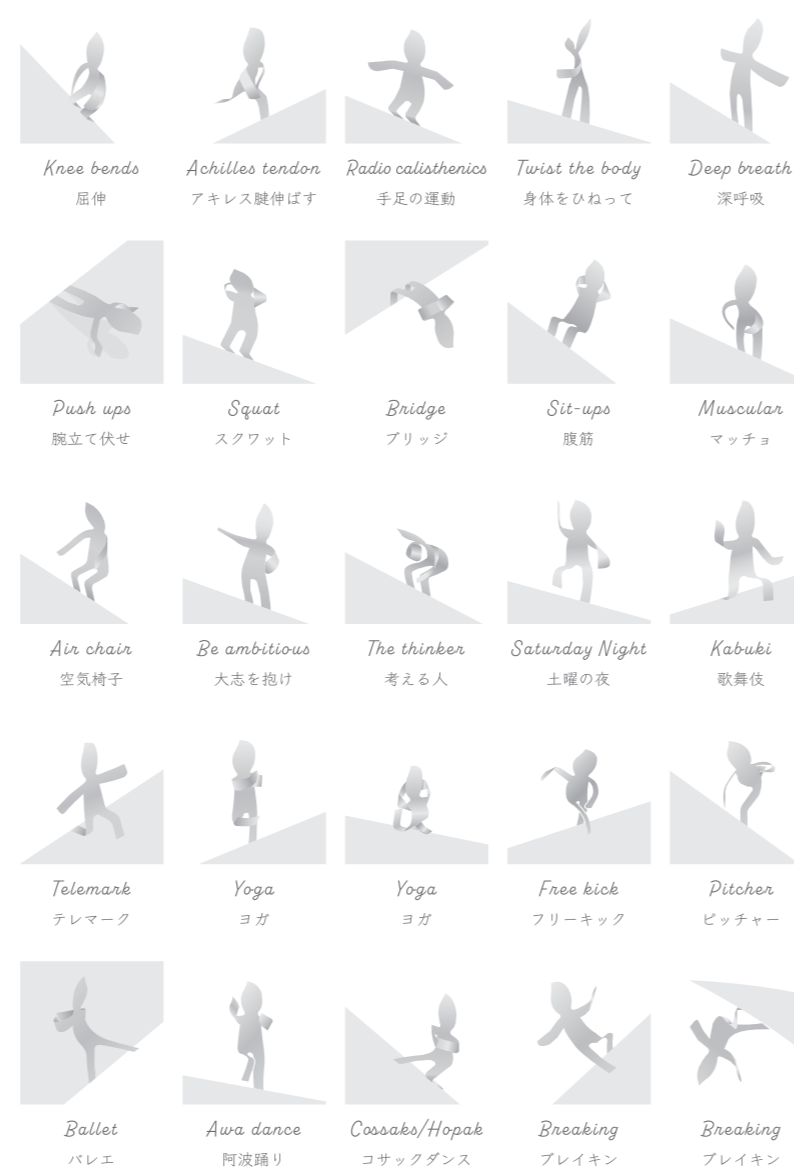 Knee bends
屈伸
Achilles tendon
アキレス腱伸ばす
Radio calisthenics
手足の運動
Twist the body
身体をひねって
Deep breath
深呼吸
Push ups
腕立て伏せ
Squat
スクワット
Bridge
ブリッジ
Sit-ups
腹筋
Muscular
マッチョ
Air chair
空気椅子
Be ambitious
大志を抱け
The thinker
考える人
Saturday Night
土曜の夜
Kabuki
歌舞伎
Telemark
テレマーク
Yoga
ヨガ
Yoga
ヨガ
Free kick
フリーキック
Pitcher
ピッチャー
Ballet
バレエ
Awa dance
阿波踊り
Cossaks/Hopak
コサックダンス
Breaking
ブレイキン
Breaking
ブレイキン